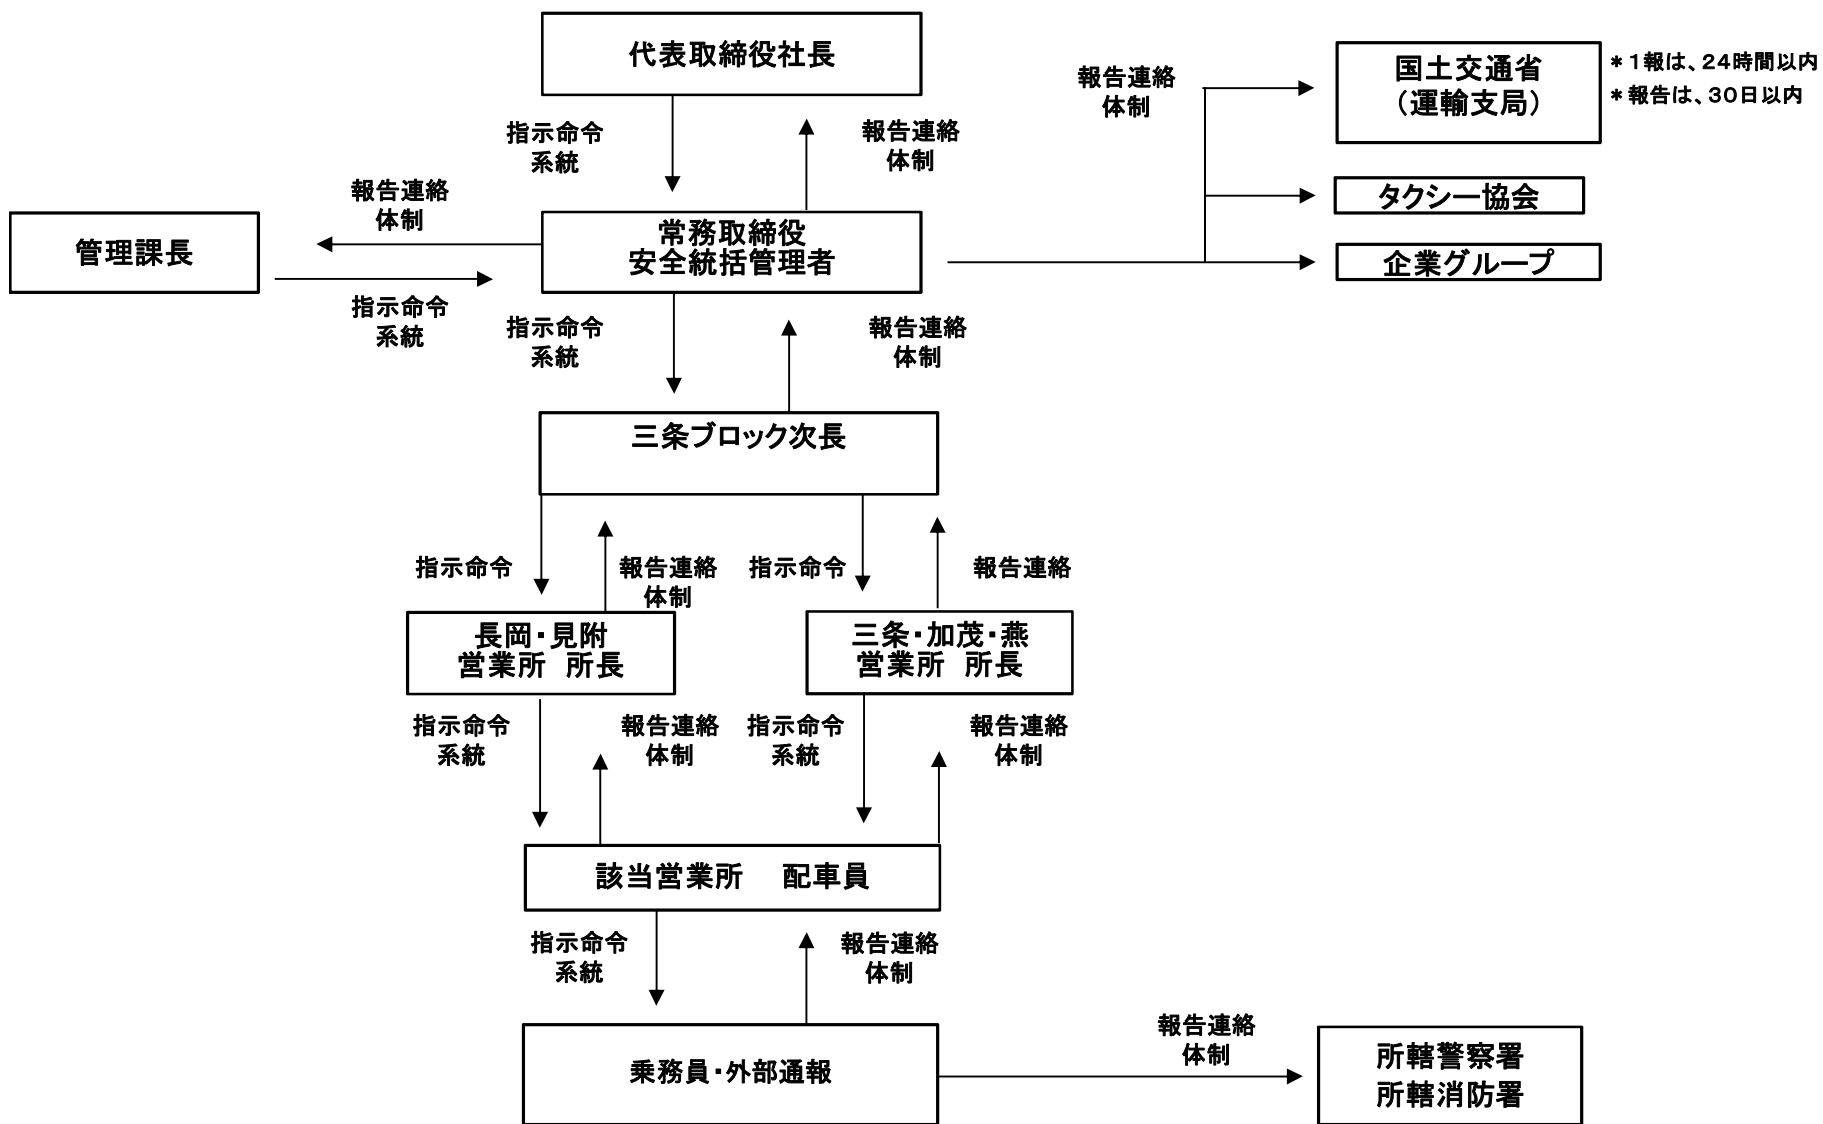 代表取締役社長
国土交通省
(運輸支局)
*1報は、24時間以内
*報告は、30日以内
報告連絡
体制
指示命令
系統
報告連絡
体制
タクシー協会
報告連絡
体制
管理課長
常務取締役
安全統括管理者
企業グループ
指示命令
系統
指示命令
系統
報告連絡
体制
三条ブロック次長
指示命令
報告連絡
体制
指示命令
報告連絡
長岡・見附
営業所 所長
三条・加茂・燕
営業所 所長
指示命令
系統
報告連絡
体制
指示命令
系統
報告連絡
体制
該当営業所 配車員
指示命令
系統
報告連絡
体制
乗務員・外部通報
報告連絡
体制
所轄警察署
所轄消防署